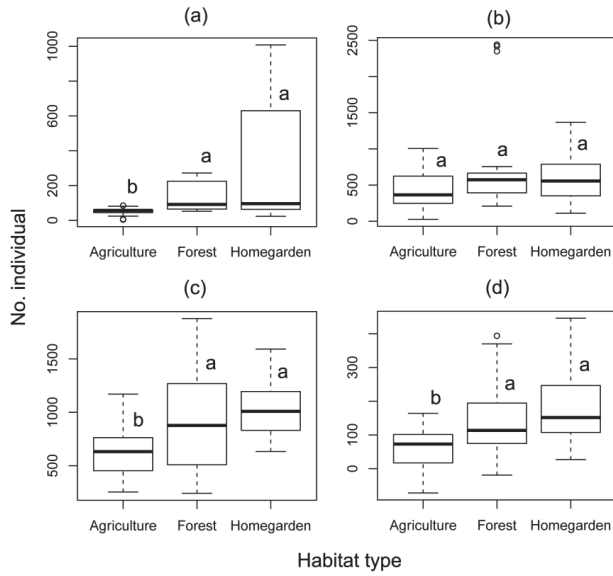 (a)
1000
600
200
0
a
a
b
Agriculture Forest Homegarden
(b)
2500
1500
500
0
a
a
a
Agriculture Forest Homegarden
(c)
1500
1000
500
a
a
b
Agriculture Forest Homegarden
(d)
300
100
0
a
a
b
Agriculture Forest Homegarden
No. individual
Habitat type